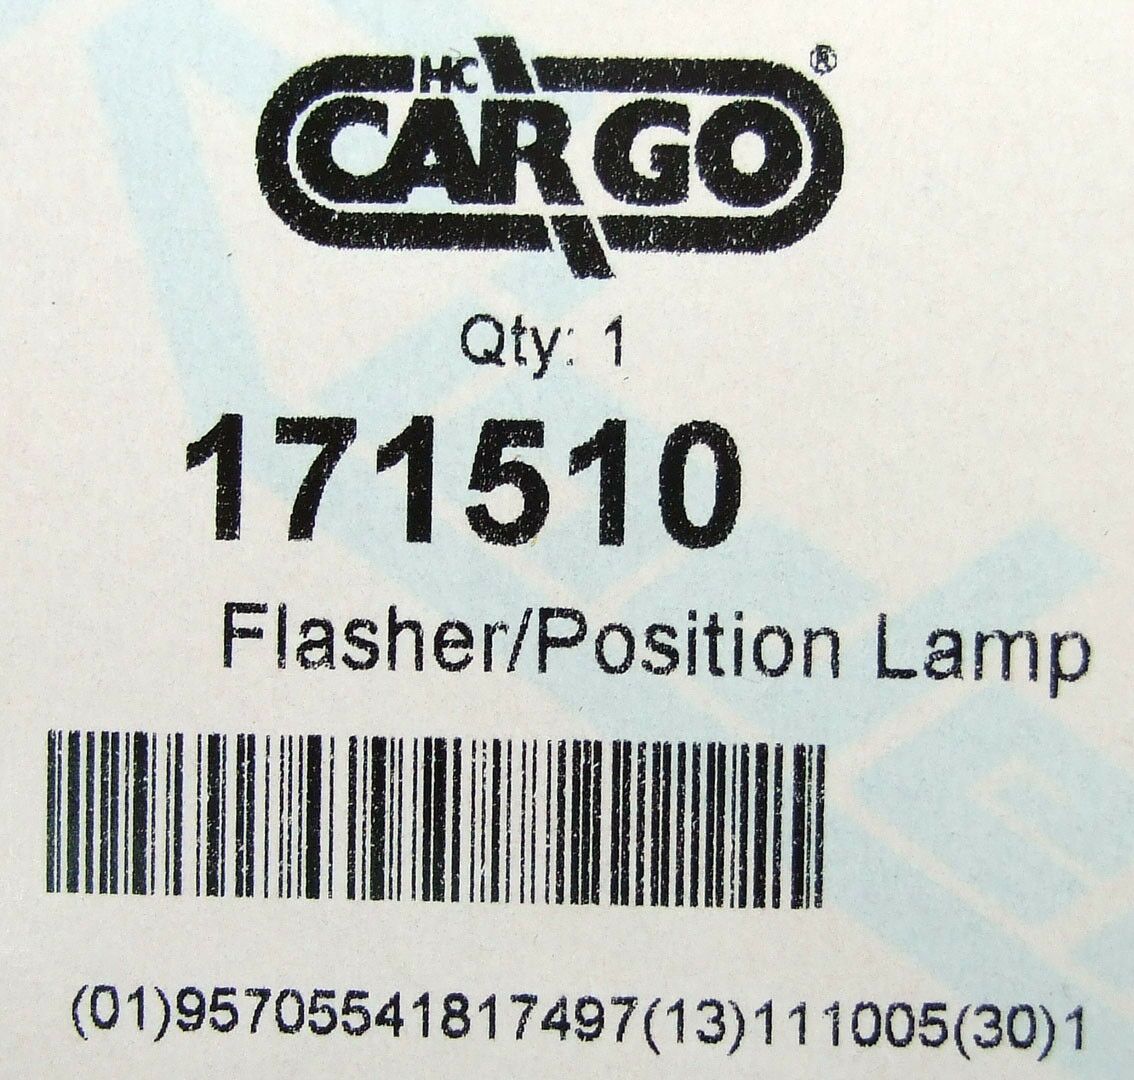 HC
CARGO®
Qty: 1
171510
Flasher/Position Lamp
(01)95705541817497(13)111005(30)1